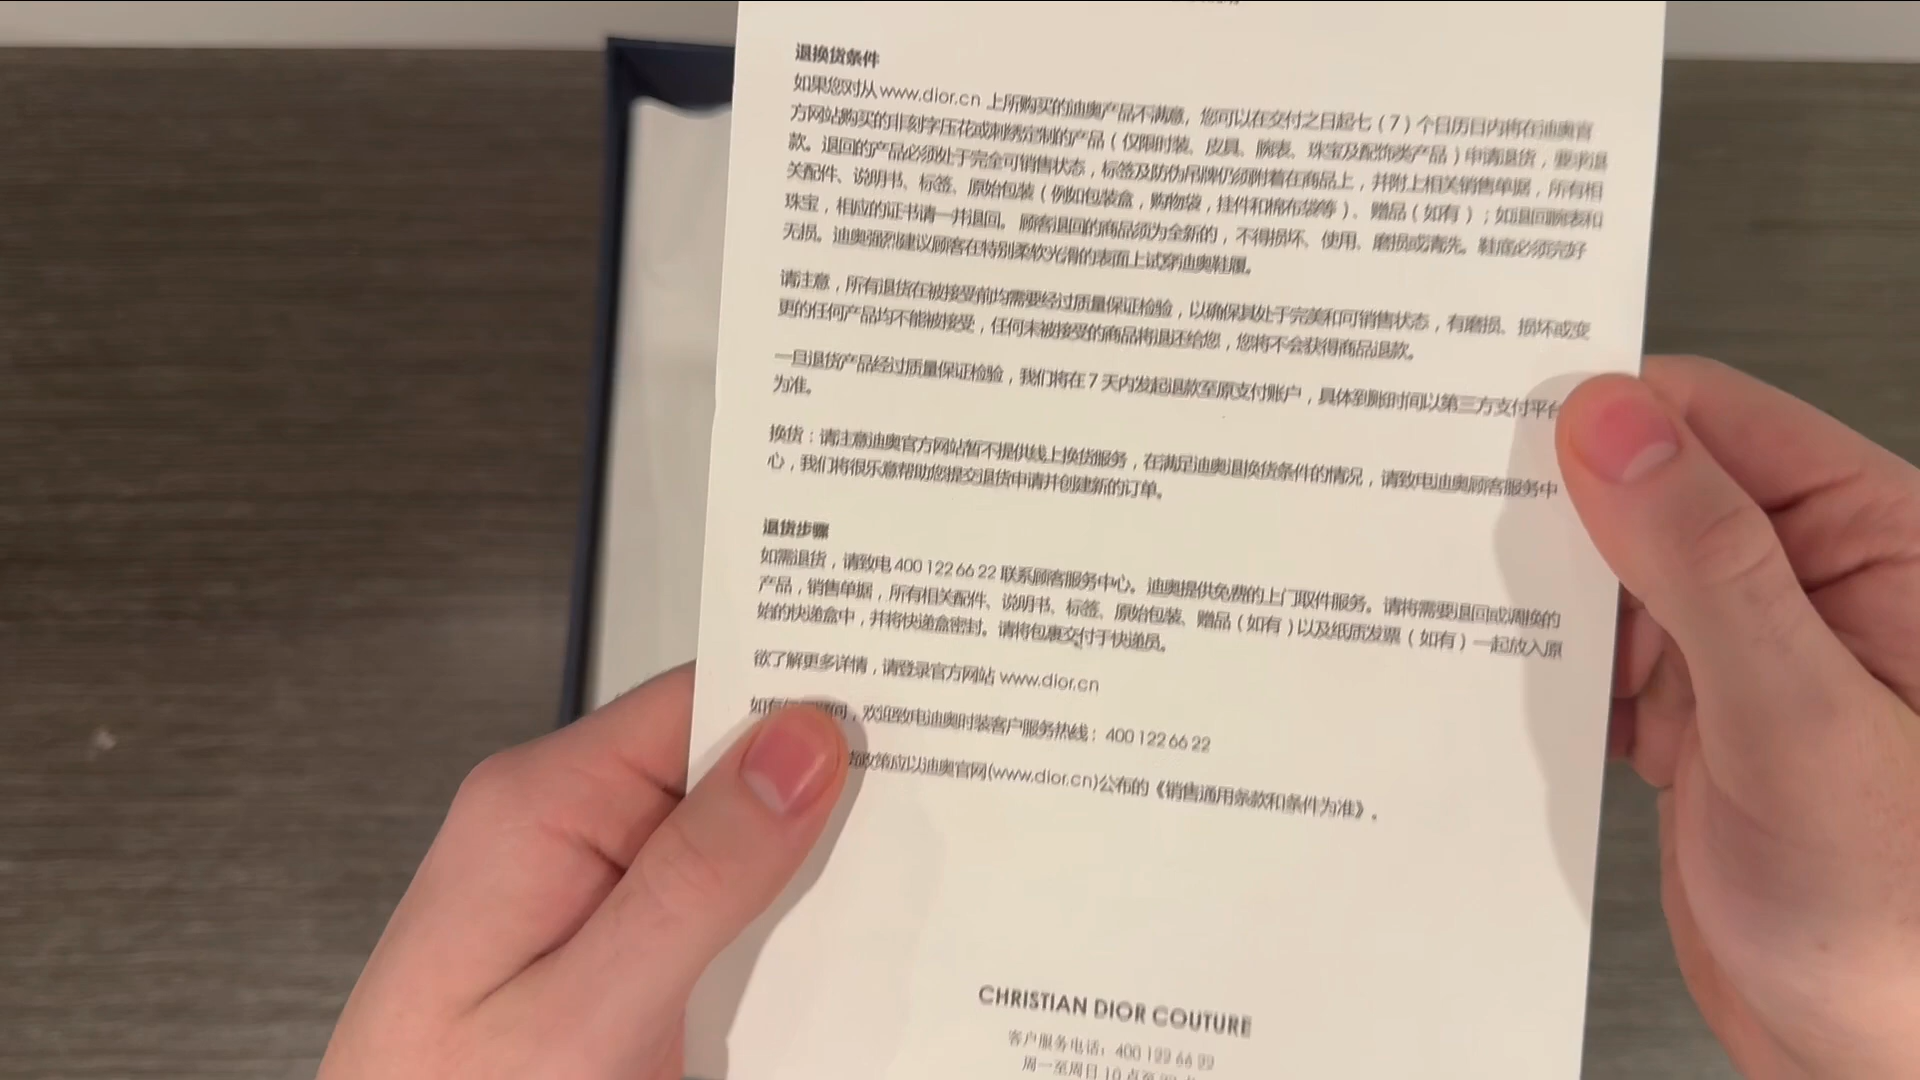 退换货条件
如果您对从www.dior.cn 上所购买的迪奥产品不满意，您可以在交付之日起七（7）个日历日内将在迪奥官
方网站购买的非刻字压花或刺绣定制的产品（仅限时装、皮具、腕表、珠宝及配饰类产品）申请退货，要求退
款。退回的产品必须处于完全可销售状态，标签及防伪吊牌仍须附着在商品上，并附上相关销售单据，所有相
关配件、说明书、标签、原始包装（例如包装盒，购物袋，挂件和棉布袋等）、赠品（如有）；如退回腕表和
珠宝，相应的证书请一并退回。顾客退回的商品须为全新的，不得损坏、使用、磨损或清洗。鞋底必须完好
无损。迪奥强烈建议顾客在特别柔软光滑的表面上试穿迪奥鞋履。
请注意，所有退货在被接受前均需要经过质量保证检验，以确保其处于完美和可销售状态，有磨损、损坏或变
更的任何产品均不能被接受，任何未被接受的商品将退还给您，您将不会获得商品退款。
一旦退货产品经过质量保证检验，我们将在7天内发起退款至原支付账户，具体到账时间以第三方支付平台
为准。
换货：请注意迪奥官方网站暂不提供线上换货服务，在满足迪奥退换货条件的情况，请致电迪奥顾客服务中
心，我们将很乐意帮助您提交退货申请并创建新的订单。
退货步骤
如需退货，请致电 400 122 66 22 联系顾客服务中心。迪奥提供免费的上门取件服务。请将需要退回或调换的
产品，销售单据，所有相关配件、说明书、标签、原始包装、赠品（如有）以及纸质发票（如有）一起放入原
始的快递盒中，并将快递盒密封。请将包裹交付于快递员。
欲了解更多详情，请登录官方网站 www.dior.cn
如有 问，欢迎致电迪奥时装客户服务热线：400 122 66 22
政策应以迪奥官网(www.dior.cn)公布的《销售通用条款和条件为准》。
CHRISTIAN DIOR COUTURE
客户服务电话：400 122 66 22
周一至周日 10